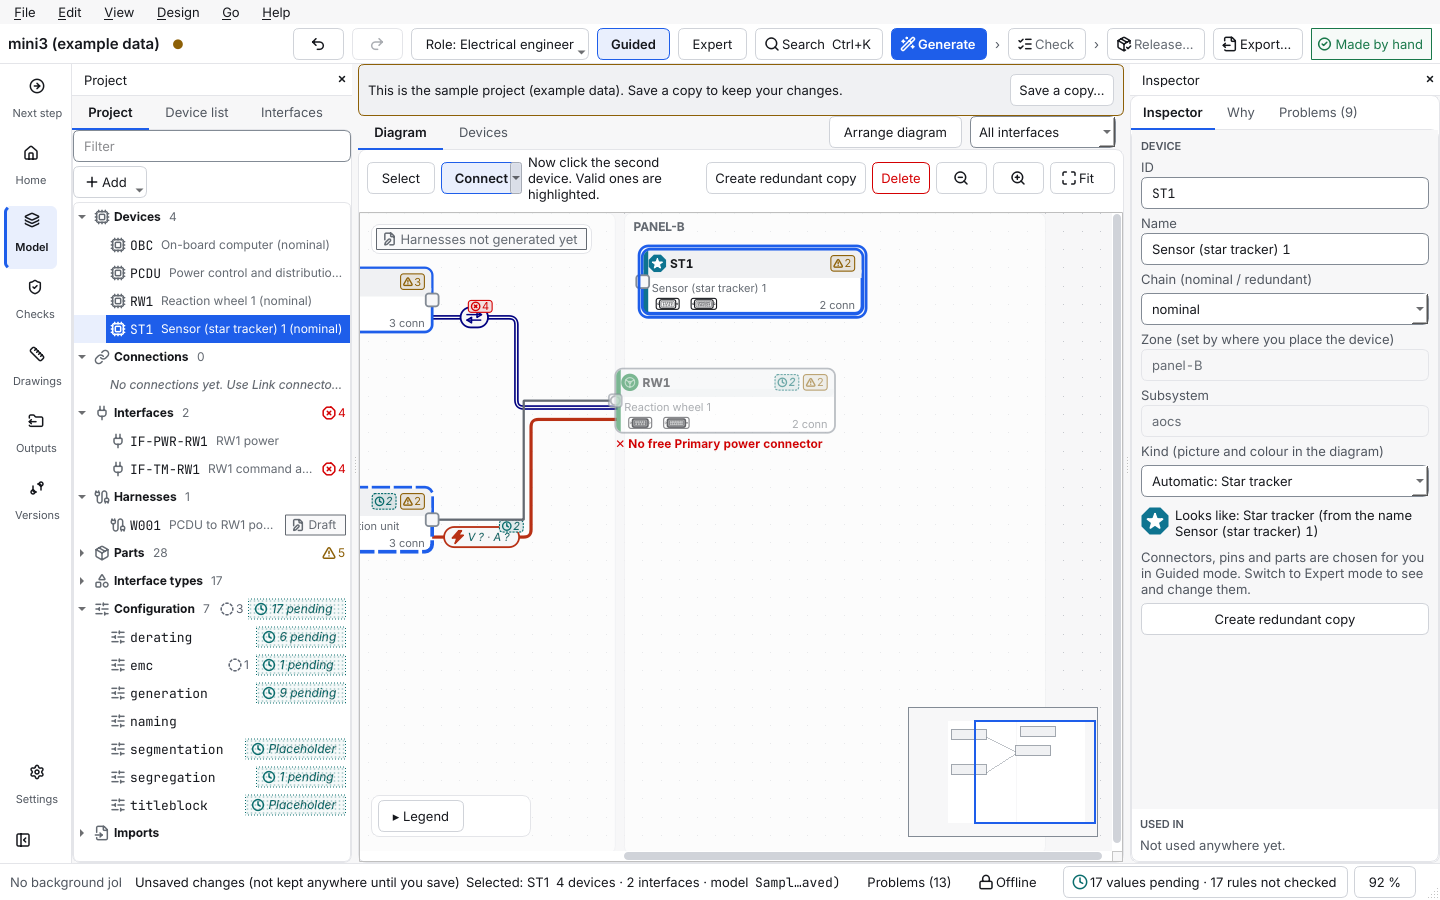 File Edit View Design Go Help
mini3 (example data)
Role: Electrical engineer
Guided
Expert
Search Ctrl+K
Generate
Check
Release...
Export...
Made by hand
Next step
Home
Model
Checks
Drawings
Outputs
Versions
Settings
Project
Project Device list Interfaces
Filter
+ Add
Devices 4
OBC On-board computer (nominal)
PCDU Power control and distributio...
RW1 Reaction wheel 1 (nominal)
ST1 Sensor (star tracker) 1 (nominal)
Connections 0
No connections yet. Use Link connecto...
Interfaces 2 4
IF-PWR-RW1 RW1 power
IF-TM-RW1 RW1 command a... 4
Harnesses 1
W001 PCDU to RW1 po... Draft
Parts 28 5
Interface types 17
Configuration 7 3 17 pending
derating 6 pending
emc 1 1 pending
generation 9 pending
naming
segmentation Placeholder
segregation 1 pending
titleblock Placeholder
Imports
This is the sample project (example data). Save a copy to keep your changes.
Save a copy...
Diagram Devices
Arrange diagram
All interfaces
Select
Connect
Now click the second
device. Valid ones are
highlighted.
Create redundant copy
Delete
Fit
Harnesses not generated yet
PANEL-B
3
3 conn
4
ST1 2
Sensor (star tracker) 1
2 conn
RW1 2 2
Reaction wheel 1
2 conn
× No free Primary power connector
2 2
tion unit
3 conn
2
V ? · A ?
▸ Legend
Inspector
Inspector Why Problems (9)
DEVICE
ID
ST1
Name
Sensor (star tracker) 1
Chain (nominal / redundant)
nominal
Zone (set by where you place the device)
panel-B
Subsystem
aocs
Kind (picture and colour in the diagram)
Automatic: Star tracker
Looks like: Star tracker (from the name
Sensor (star tracker) 1)
Connectors, pins and parts are chosen for you
in Guided mode. Switch to Expert mode to see
and change them.
Create redundant copy
USED IN
Not used anywhere yet.
No background jol
Unsaved changes (not kept anywhere until you save)
Selected: ST1
4 devices · 2 interfaces · model Sampl…aved)
Problems (13)
Offline
17 values pending · 17 rules not checked
92 %